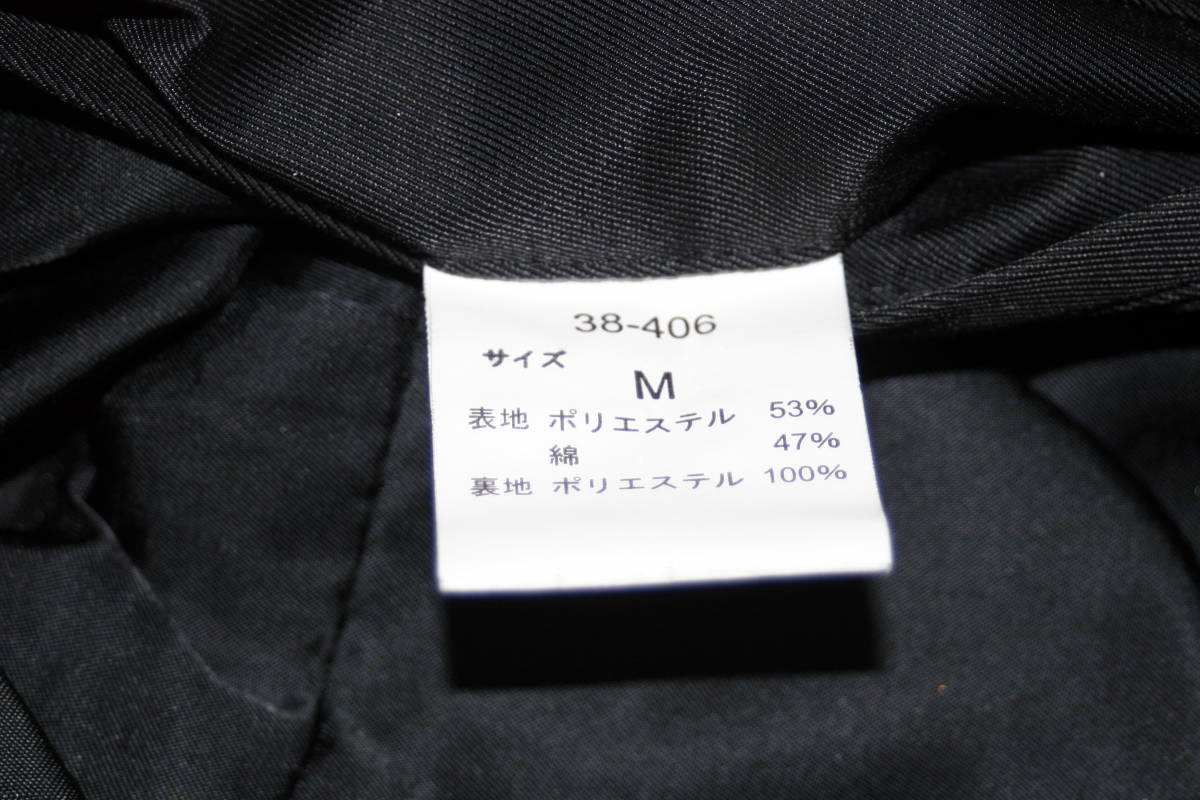 38-406
サイズ
M
表地 ポリエステル 53%
綿 47%
裏地 ポリエステル 100%